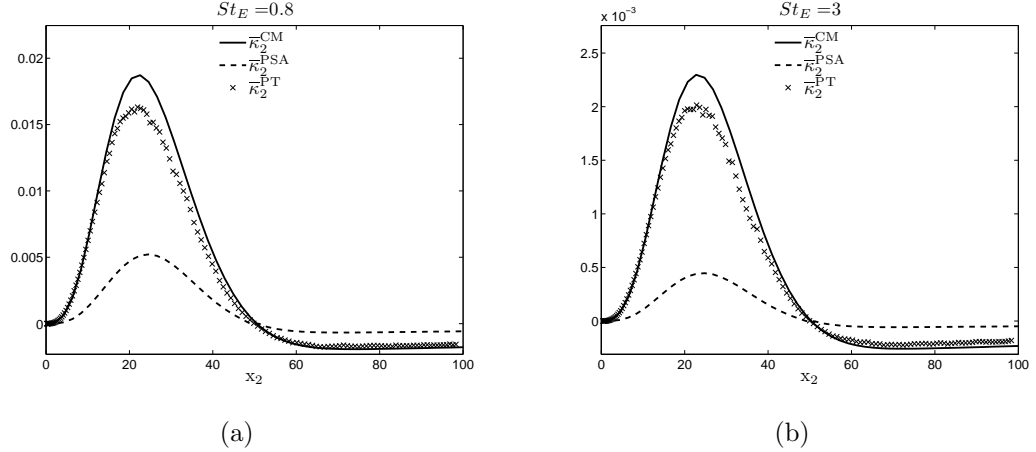 St_E =0.8
κ̅₂^CM
κ̅₂^PSA
κ̅₂^PT
0.02
0.015
0.01
0.005
0
0 20 40 60 80 100
x₂
(a)
St_E =3
x 10⁻³
κ̅₂^CM
κ̅₂^PSA
κ̅₂^PT
2.5
2
1.5
1
0.5
0
0 20 40 60 80 100
x₂
(b)